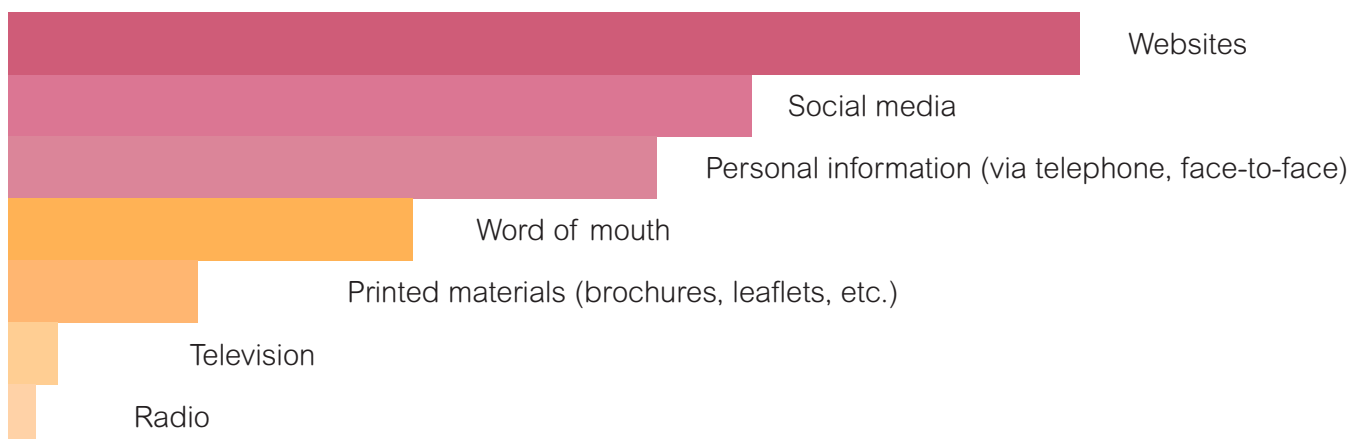 Websites
Social media
Personal information (via telephone, face-to-face)
Word of mouth
Printed materials (brochures, leaflets, etc.)
Television
Radio